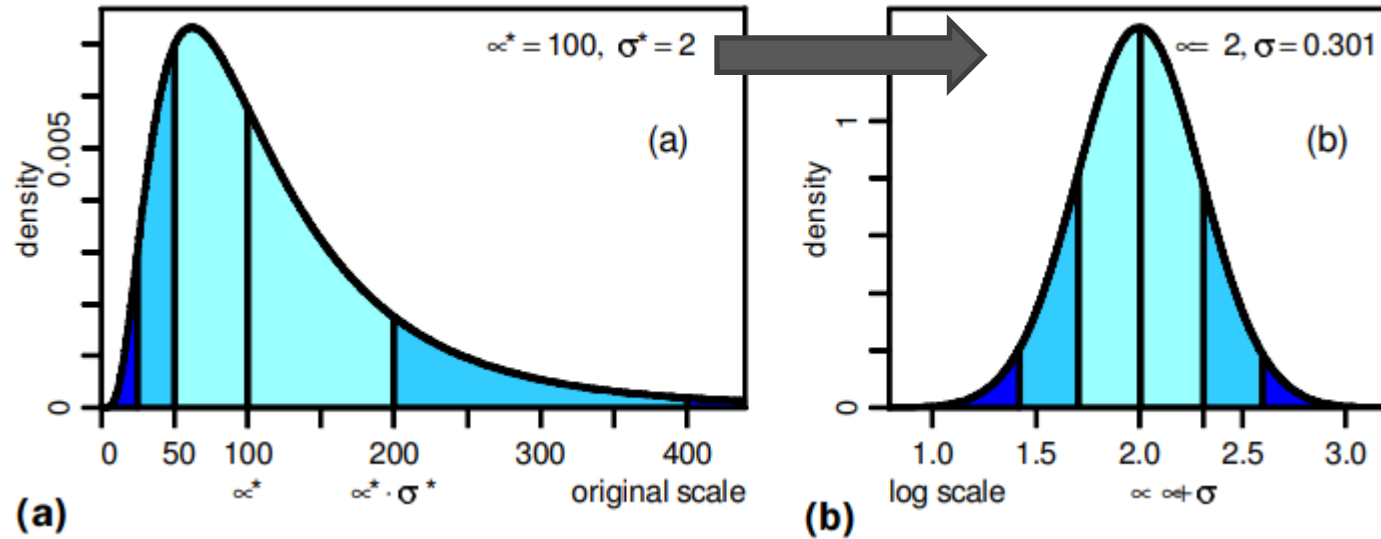 ∝* = 100, σ* = 2
(a)
density
0.005
0
0 50 100 200 300 400
∝* ∝* · σ* original scale
(a)
∝= 2, σ = 0.301
(b)
density
1
0
1.0 1.5 2.0 2.5 3.0
log scale ∝ ∝+σ
(b)